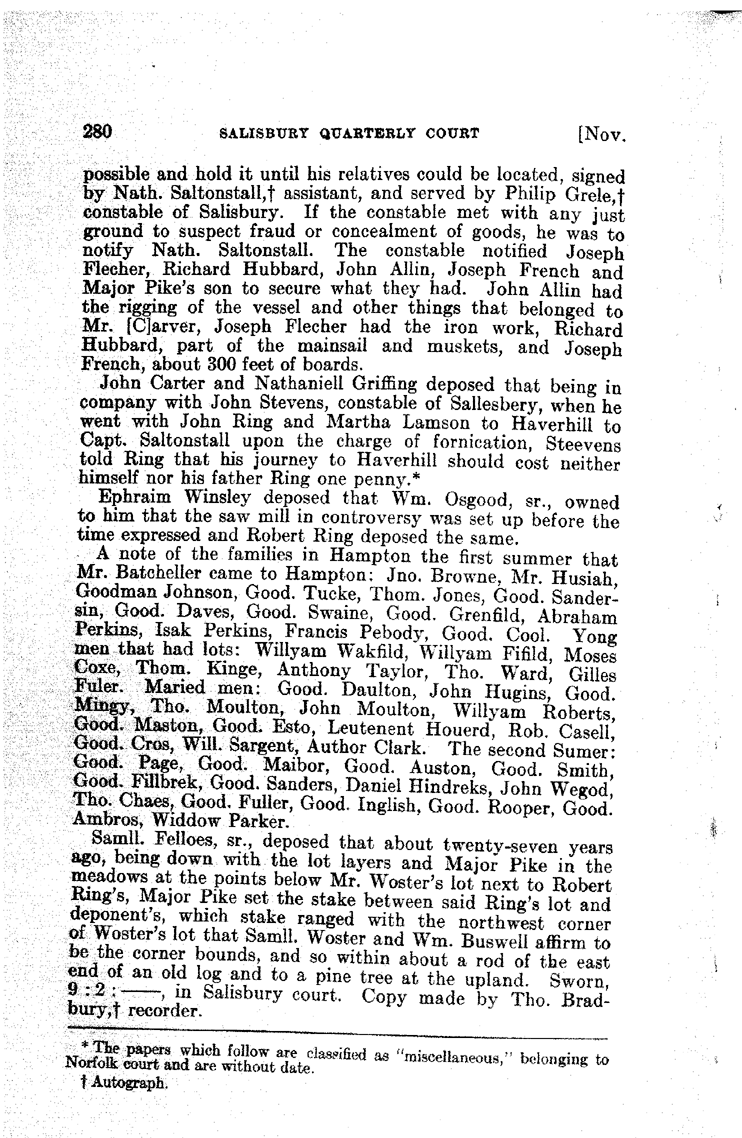 280 SALISBURY QUARTERLY COURT [Nov.
possible and hold it until his relatives could be located, signed
by Nath. Saltonstall,† assistant, and served by Philip Grele,†
constable of Salisbury. If the constable met with any just
ground to suspect fraud or concealment of goods, he was to
notify Nath. Saltonstall. The constable notified Joseph
Flecher, Richard Hubbard, John Allin, Joseph French and
Major Pike's son to secure what they had. John Allin had
the rigging of the vessel and other things that belonged to
Mr. [C]arver, Joseph Flecher had the iron work, Richard
Hubbard, part of the mainsail and muskets, and Joseph
French, about 300 feet of boards.
John Carter and Nathaniell Griffing deposed that being in
company with John Stevens, constable of Sallesbery, when he
went with John Ring and Martha Lamson to Haverhill to
Capt. Saltonstall upon the charge of fornication, Steevens
told Ring that his journey to Haverhill should cost neither
himself nor his father Ring one penny.*
Ephraim Winsley deposed that Wm. Osgood, sr., owned
to him that the saw mill in controversy was set up before the
time expressed and Robert Ring deposed the same.
A note of the families in Hampton the first summer that
Mr. Batcheller came to Hampton: Jno. Browne, Mr. Husiah,
Goodman Johnson, Good. Tucke, Thom. Jones, Good. Sander-
sin, Good. Daves, Good. Swaine, Good. Grenfild, Abraham
Perkins, Isak Perkins, Francis Pebody, Good. Cool. Yong
men that had lots: Willyam Wakfild, Willyam Fifild, Moses
Coxe, Thom. Kinge, Anthony Taylor, Tho. Ward, Gilles
Fuler. Maried men: Good. Daulton, John Hugins, Good.
Mingy, Tho. Moulton, John Moulton, Willyam Roberts,
Good. Maston, Good. Esto, Leutenent Houerd, Rob. Casell,
Good. Cros, Will. Sargent, Author Clark. The second Sumer:
Good. Page, Good. Maibor, Good. Auston, Good. Smith,
Good. Fillbrek, Good. Sanders, Daniel Hindreks, John Wegod,
Tho. Chaes, Good. Fuller, Good. Inglish, Good. Rooper, Good.
Ambros, Widdow Parker.
Samll. Felloes, sr., deposed that about twenty-seven years
ago, being down with the lot layers and Major Pike in the
meadows at the points below Mr. Woster's lot next to Robert
Ring's, Major Pike set the stake between said Ring's lot and
deponent's, which stake ranged with the northwest corner
of Woster's lot that Samll. Woster and Wm. Buswell affirm to
be the corner bounds, and so within about a rod of the east
end of an old log and to a pine tree at the upland. Sworn,
9 : 2 : ——, in Salisbury court. Copy made by Tho. Brad-
bury,† recorder.
* The papers which follow are classified as "miscellaneous," belonging to
Norfolk court and are without date.
† Autograph.